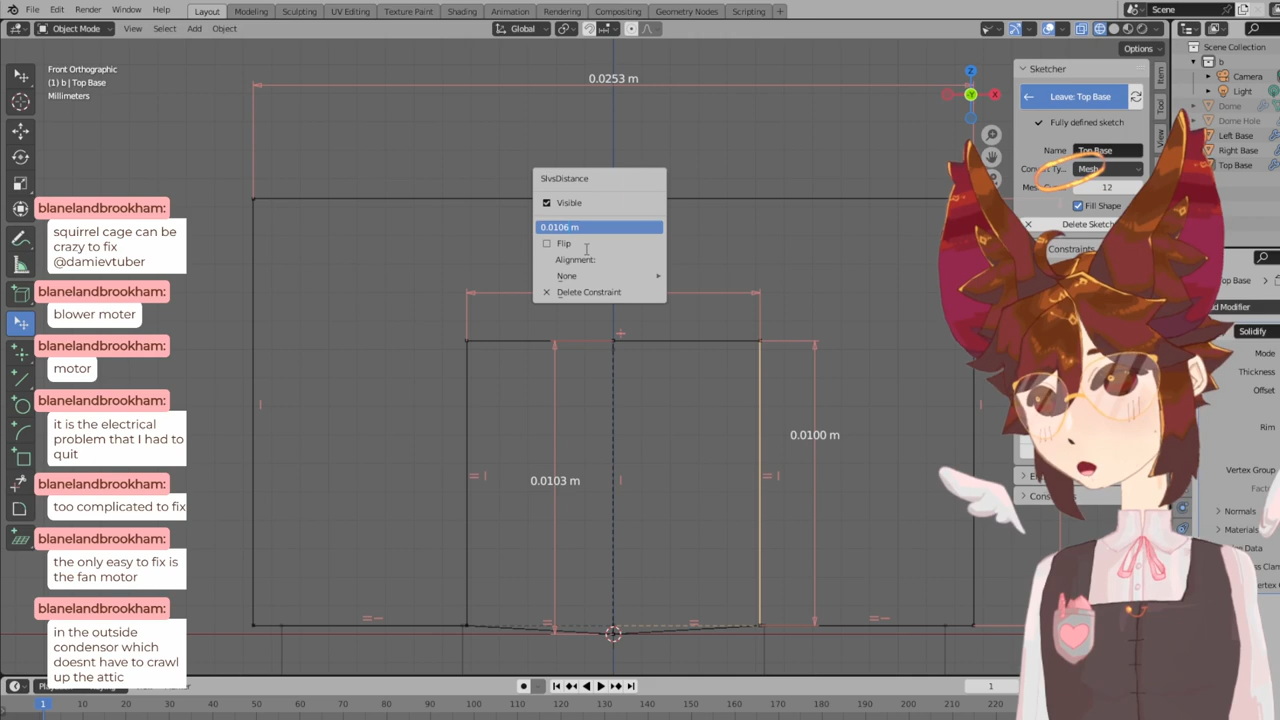 File Edit Render Window Help
Layout Modeling Sculpting UV Editing Texture Paint Shading Animation Rendering Compositing Geometry Nodes Scripting +
Scene
Object Mode View Select Add Object
Global
Options
Front Orthographic
(1) b | Top Base
Millimeters
0.0253 m
Z
X
-Y
Sketcher
Leave: Top Base
Fully defined sketch
Name Top Base
Mesh
12
Fill Shape
Delete Sketch
Constraints
Item
Tool
View
Scene Collection
b
Camera
Light
Dome
Dome Hole
Left Base
Right Base
Top Base
Top Base
Modifier
Solidify
Mode
Thickness
Offset
Rim
Vertex Group
Normals
Materials
SlvsDistance
Visible
0.0106 m
Flip
Alignment:
None
Delete Constraint
0.0100 m
0.0103 m
blanelandbrookham:
squirrel cage can be
crazy to fix
@damievtuber
blanelandbrookham:
blower moter
blanelandbrookham:
motor
blanelandbrookham:
it is the electrical
problem that I had to
quit
blanelandbrookham:
too complicated to fix
blanelandbrookham:
the only easy to fix is
the fan motor
blanelandbrookham:
in the outside
condensor which
doesnt have to crawl
up the attic
1
1 10 20 30 40 50 60 70 80 90 100 110 120 130 140 150 160 170 180 190 200 210